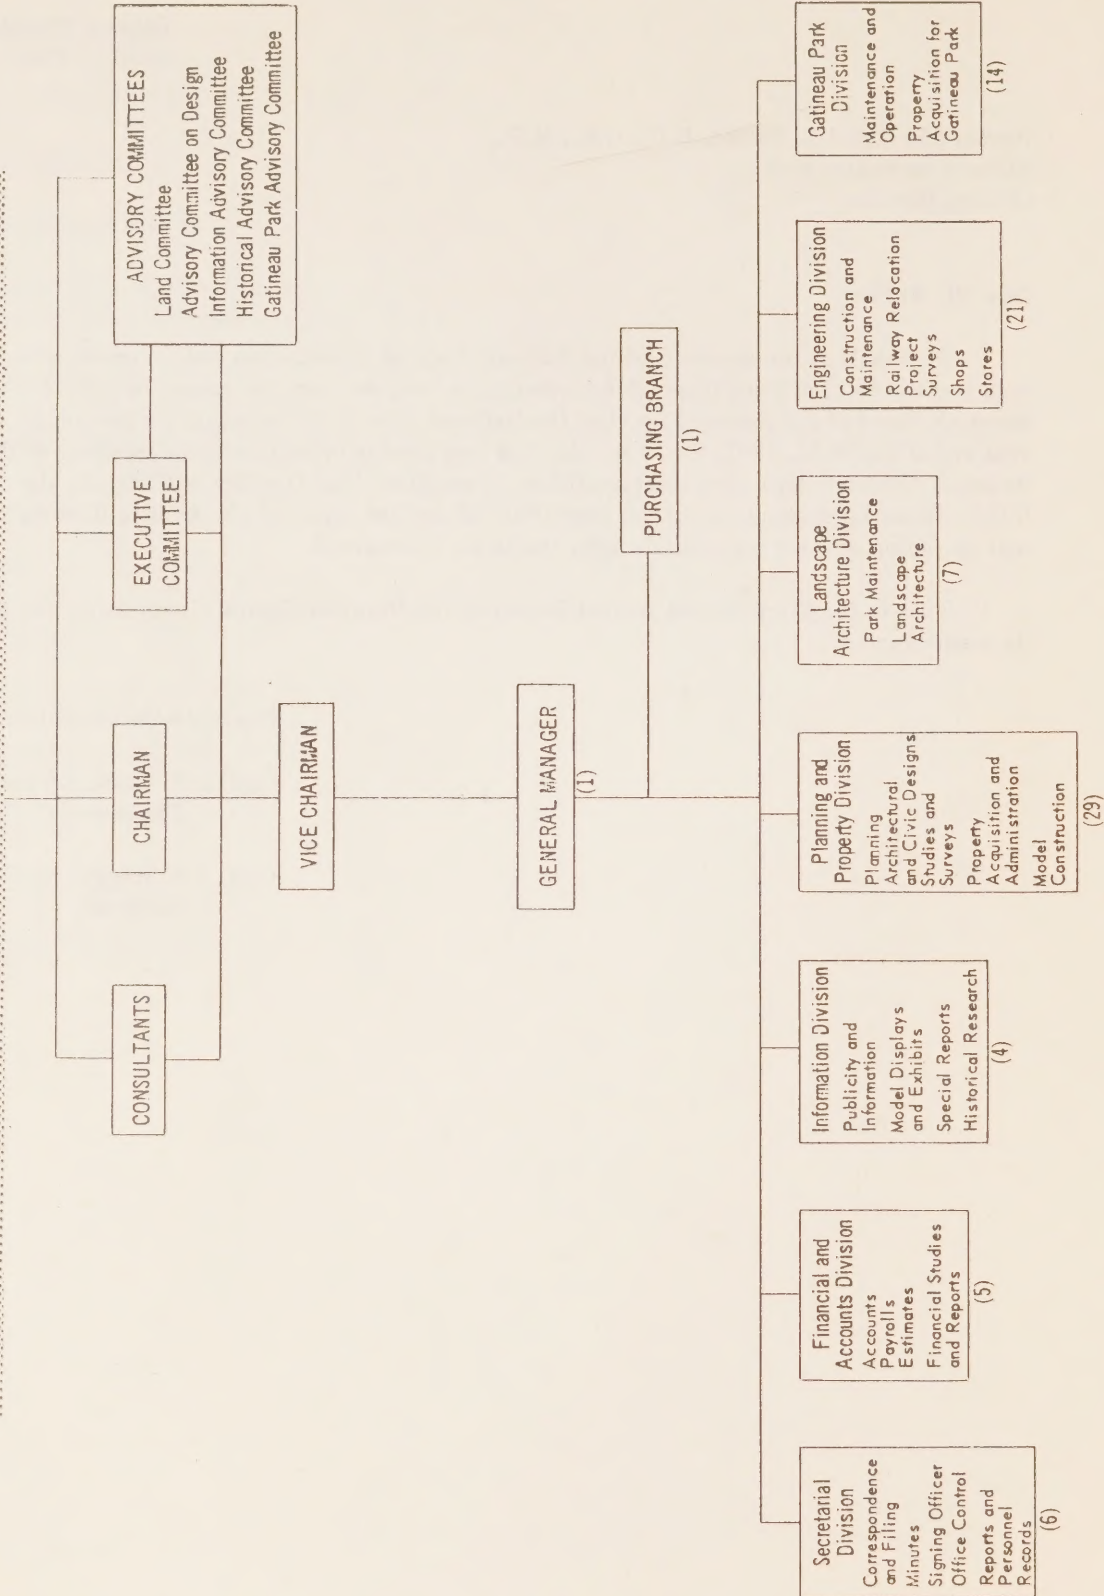 CONSULTANTS
CHAIRMAN
EXECUTIVE
COMMITTEE
ADVISORY COMMITTEES
Land Committee
Advisory Committee on Design
Information Advisory Committee
Historical Advisory Committee
Gatineau Park Advisory Committee
VICE CHAIRMAN
GENERAL MANAGER
(1)
PURCHASING BRANCH
(1)
Secretarial
Division
Correspondence
and Filing
Minutes
Signing Officer
Office Control
Reports and
Personnel
Records
(6)
Financial and
Accounts Division
Accounts
Payrolls
Estimates
Financial Studies
and Reports
(5)
Information Division
Publicity and
Information
Model Displays
and Exhibits
Special Reports
Historical Research
(4)
Planning and
Property Division
Planning
Architectural
and Civic Designs
Studies and
Surveys
Property
Acquisition and
Administration
Model
Construction
(29)
Landscape
Architecture Division
Park Maintenance
Landscape
Architecture
(7)
Engineering Division
Construction and
Maintenance
Railway Relocation
Project
Surveys
Shops
Stores
(21)
Gatineau Park
Division
Maintenance and
Operation
Property
Acquisition for
Gatineau Park
(14)